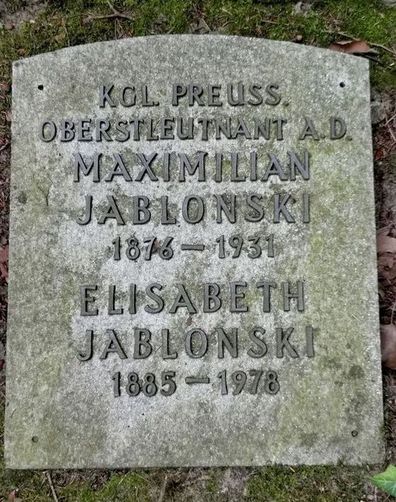 KGL. PREUSS.
OBERSTLEUTNANT A.D.
MAXIMILIAN
JABLONSKI
1876 — 1931
ELISABETH
JABLONSKI
1885 — 1978